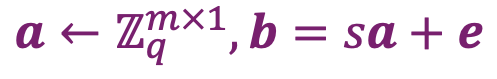 𝒂 ← ℤ_q^{m×1}, 𝒃 = s𝒂 + 𝒆